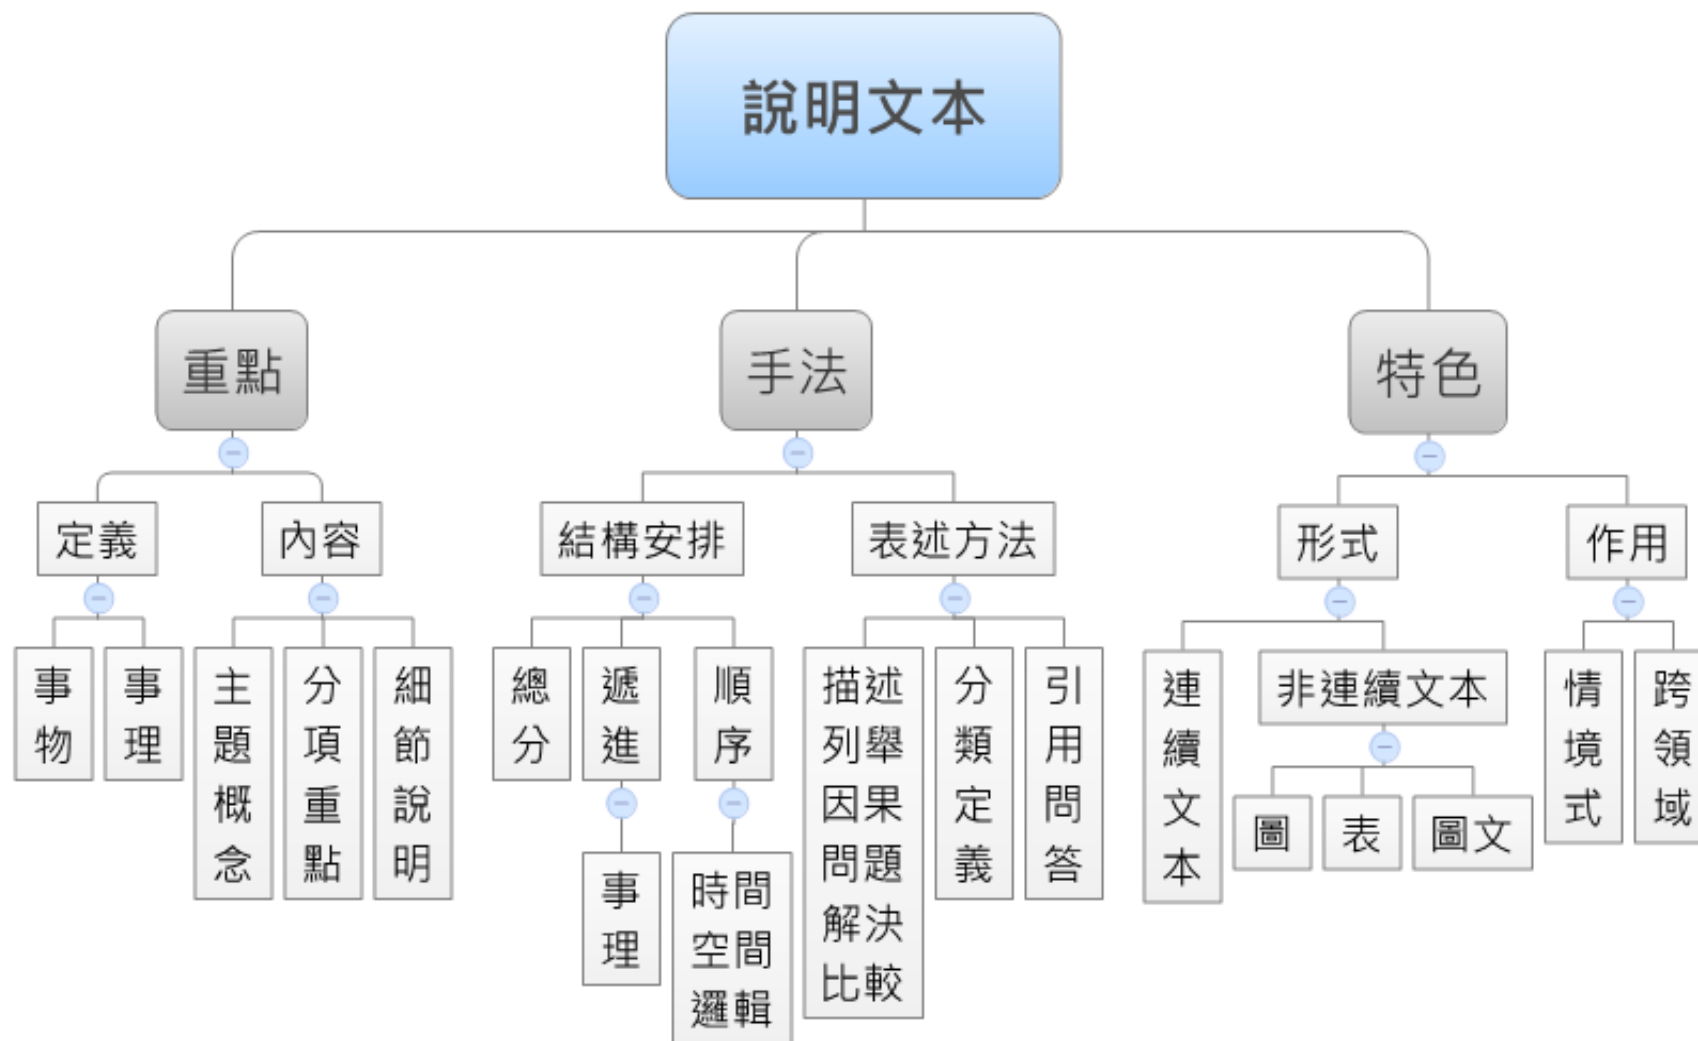 說明文本
重點
手法
特色
定義
內容
結構安排
表述方法
形式
作用
事物
事理
主題概念
分項重點
細節說明
總分
遞進
順序
描述
列舉
因果
問題
解決
比較
分類定義
引用問答
連續文本
非連續文本
情境式
跨領域
事理
時間
空間
邏輯
圖
表
圖文